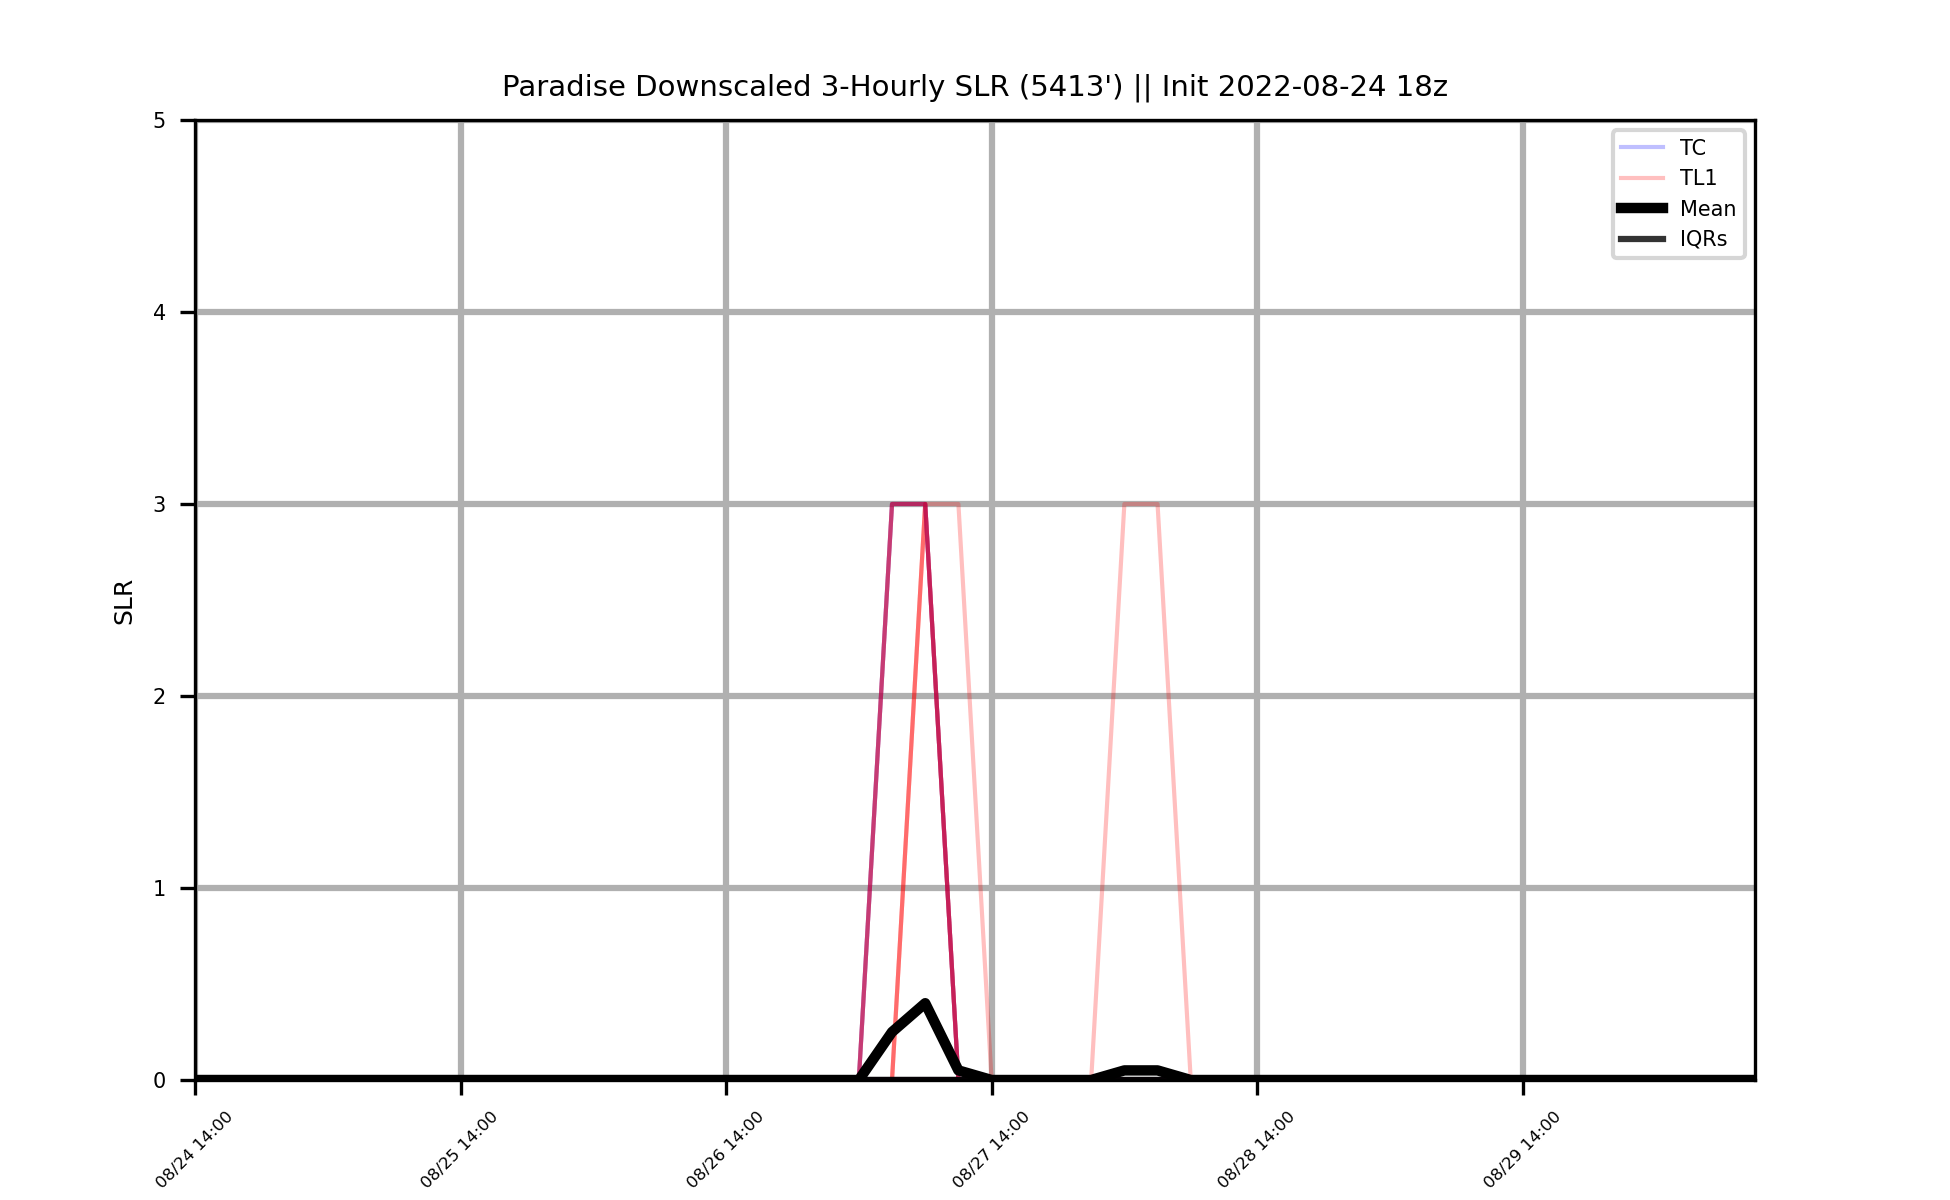 Paradise Downscaled 3-Hourly SLR (5413') || Init 2022-08-24 18z
TC
TL1
Mean
IQRs
SLR
5
4
3
2
1
0
08/24 14:00
08/25 14:00
08/26 14:00
08/27 14:00
08/28 14:00
08/29 14:00